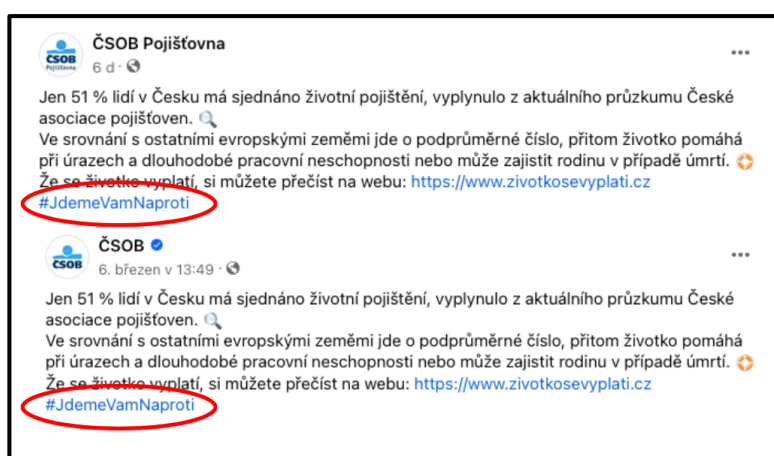 ČSOB Pojišťovna
ČSOB
Pojišťovna
6 d ·
Jen 51 % lidí v Česku má sjednáno životní pojištění, vyplynulo z aktuálního průzkumu České
asociace pojišťoven.
Ve srovnání s ostatními evropskými zeměmi jde o podprůměrné číslo, přitom životko pomáhá
při úrazech a dlouhodobé pracovní neschopnosti nebo může zajistit rodinu v případě úmrtí.
Že se životko vyplatí, si můžete přečíst na webu: https://www.zivotkosevyplati.cz
#JdemeVamNaproti
ČSOB
ČSOB
6. březen v 13:49 ·
Jen 51 % lidí v Česku má sjednáno životní pojištění, vyplynulo z aktuálního průzkumu České
asociace pojišťoven.
Ve srovnání s ostatními evropskými zeměmi jde o podprůměrné číslo, přitom životko pomáhá
při úrazech a dlouhodobé pracovní neschopnosti nebo může zajistit rodinu v případě úmrtí.
Že se životko vyplatí, si můžete přečíst na webu: https://www.zivotkosevyplati.cz
#JdemeVamNaproti